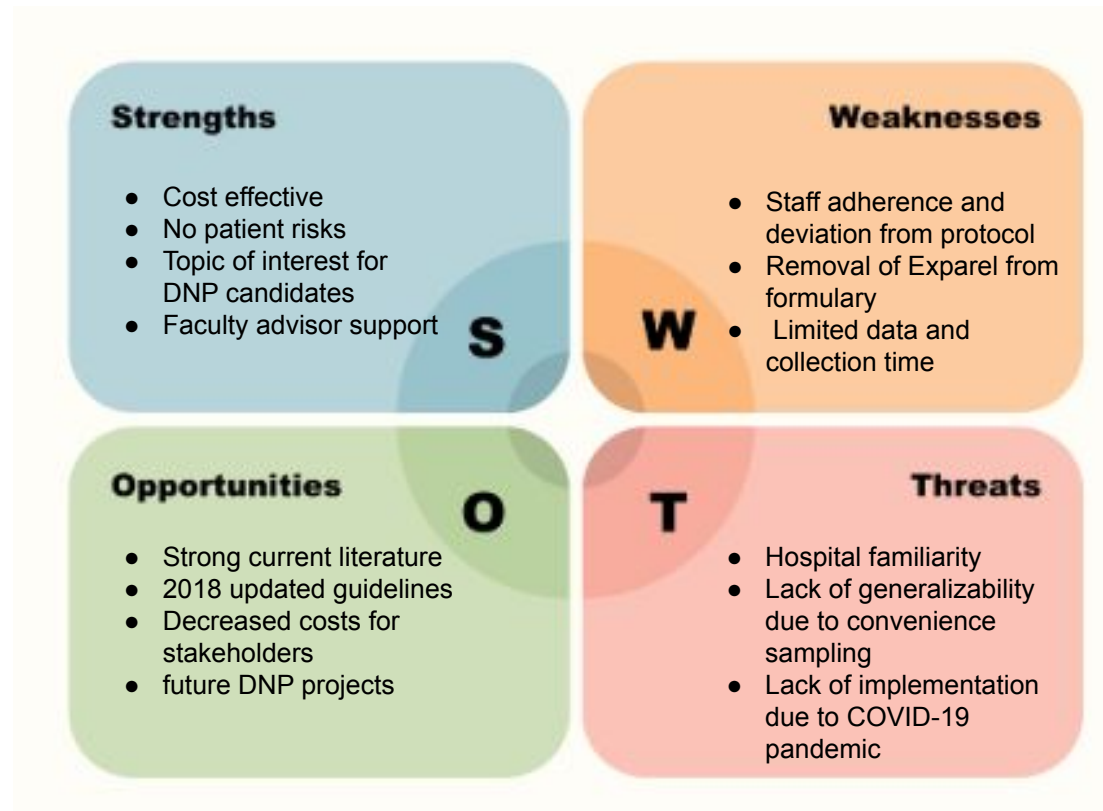 Strengths
● Cost effective
● No patient risks
● Topic of interest for
DNP candidates
● Faculty advisor support
S
Weaknesses
● Staff adherence and
deviation from protocol
● Removal of Exparel from
formulary
● Limited data and
collection time
W
Opportunities
● Strong current literature
● 2018 updated guidelines
● Decreased costs for
stakeholders
● future DNP projects
O
Threats
● Hospital familiarity
● Lack of generalizability
due to convenience
sampling
● Lack of implementation
due to COVID-19
pandemic
T